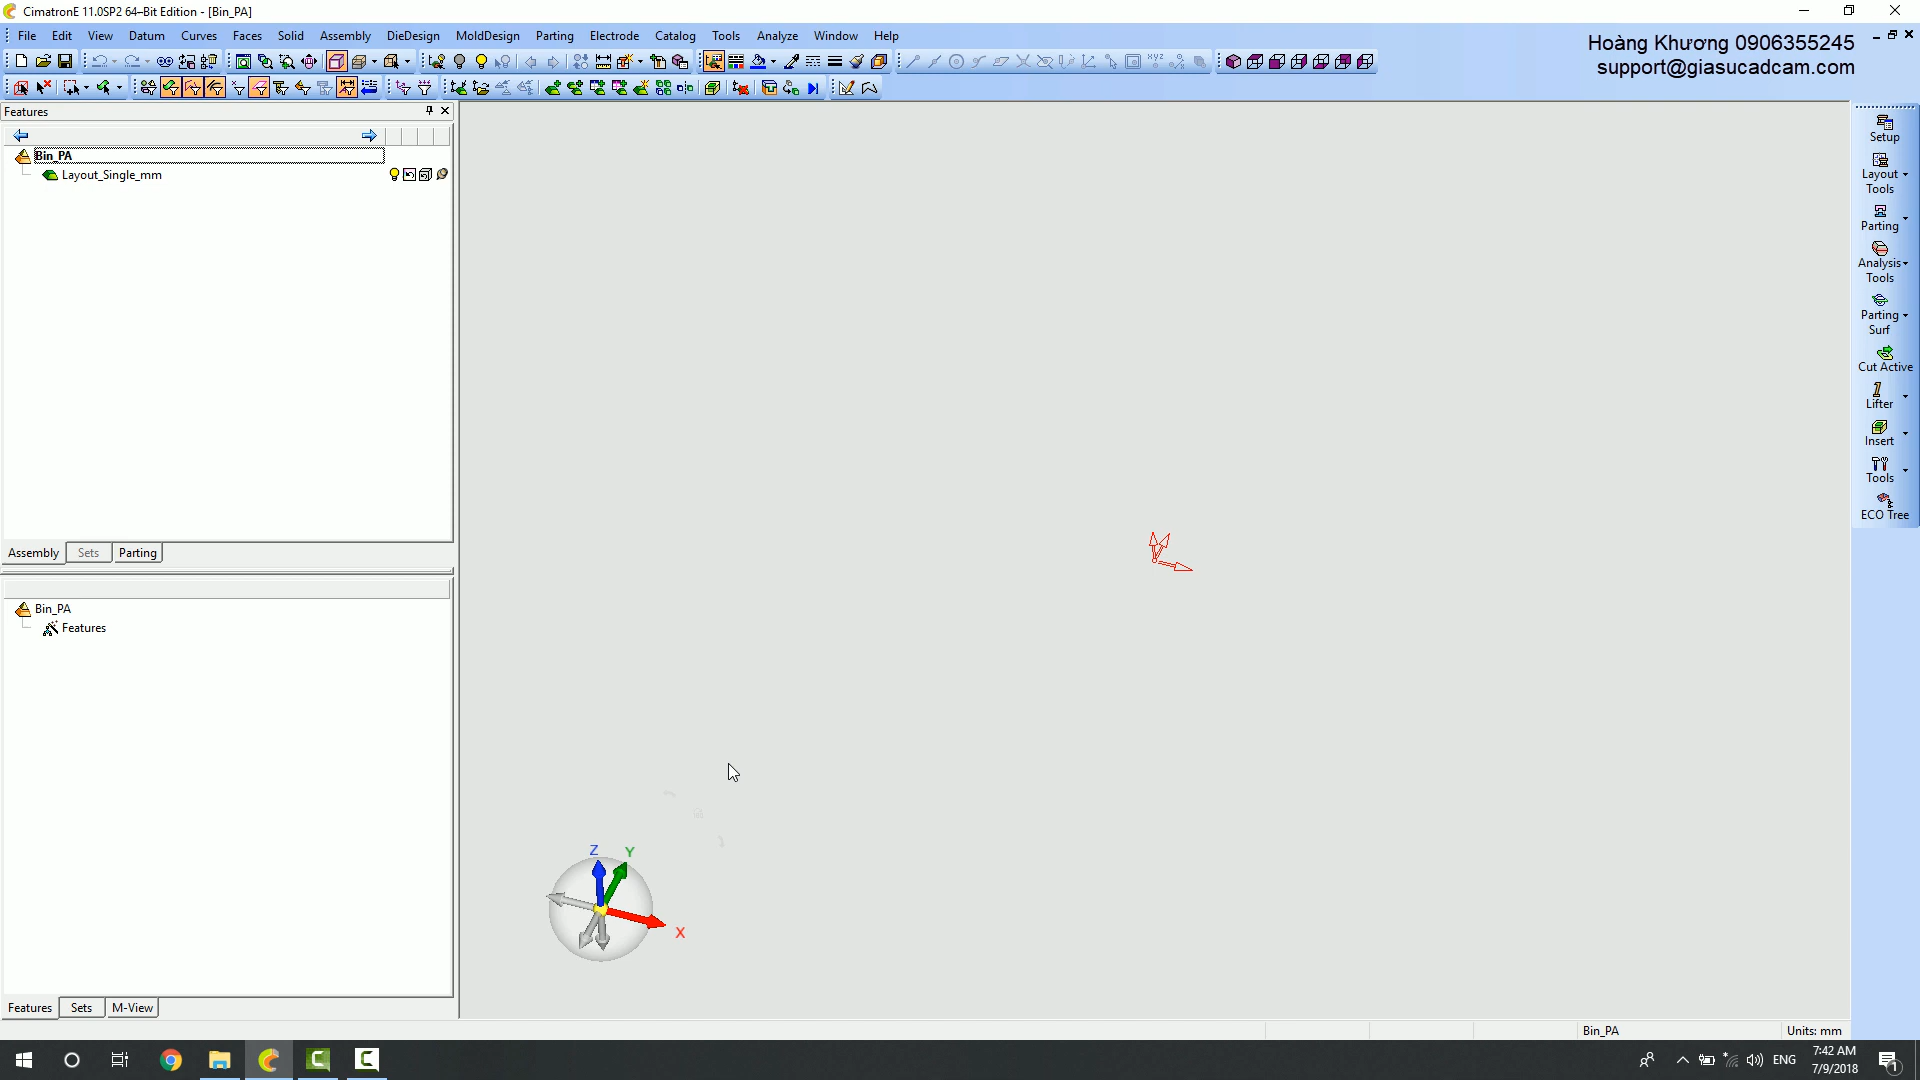 CimatronE 11.0SP2 64–Bit Edition - [Bin_PA]
File Edit View Datum Curves Faces Solid Assembly DieDesign MoldDesign Parting Electrode Catalog Tools Analyze Window Help
Hoàng Khương 0906355245
support@giasucadcam.com
Features
Bin_PA
Layout_Single_mm
Assembly Sets Parting
Bin_PA
Features
Features Sets M-View
Z Y
X
Setup
Layout
Tools
Parting
Analysis
Tools
Parting
Surf
Cut Active
Lifter
Insert
Tools
ECO Tree
Bin_PA Units: mm
ENG
7:42 AM
7/9/2018
1